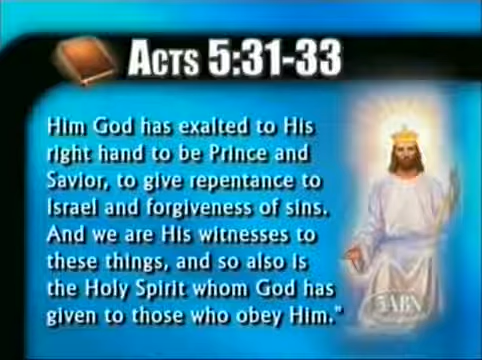 Acts 5:31-33
Him God has exalted to His
right hand to be Prince and
Savior, to give repentance to
Israel and forgiveness of sins.
And we are His witnesses to
these things, and so also is
the Holy Spirit whom God has
given to those who obey Him."
3ABN